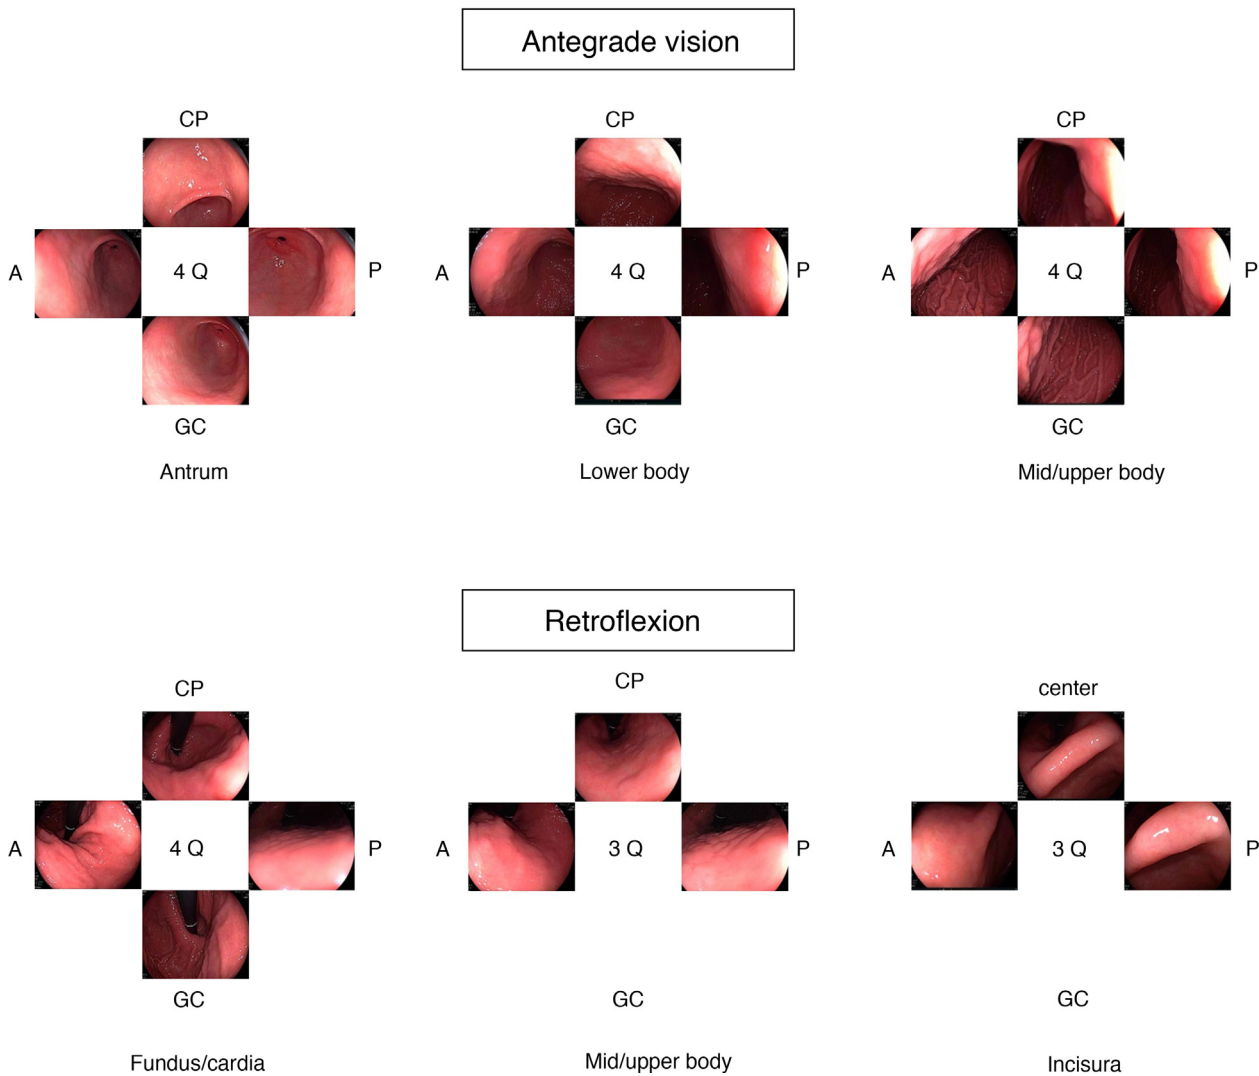 Antegrade vision
CP
CP
CP
A
4 Q
P
A
4 Q
P
A
4 Q
P
GC
GC
GC
Antrum
Lower body
Mid/upper body
Retroflexion
CP
CP
center
A
4 Q
P
A
3 Q
P
A
3 Q
P
GC
GC
GC
Fundus/cardia
Mid/upper body
Incisura